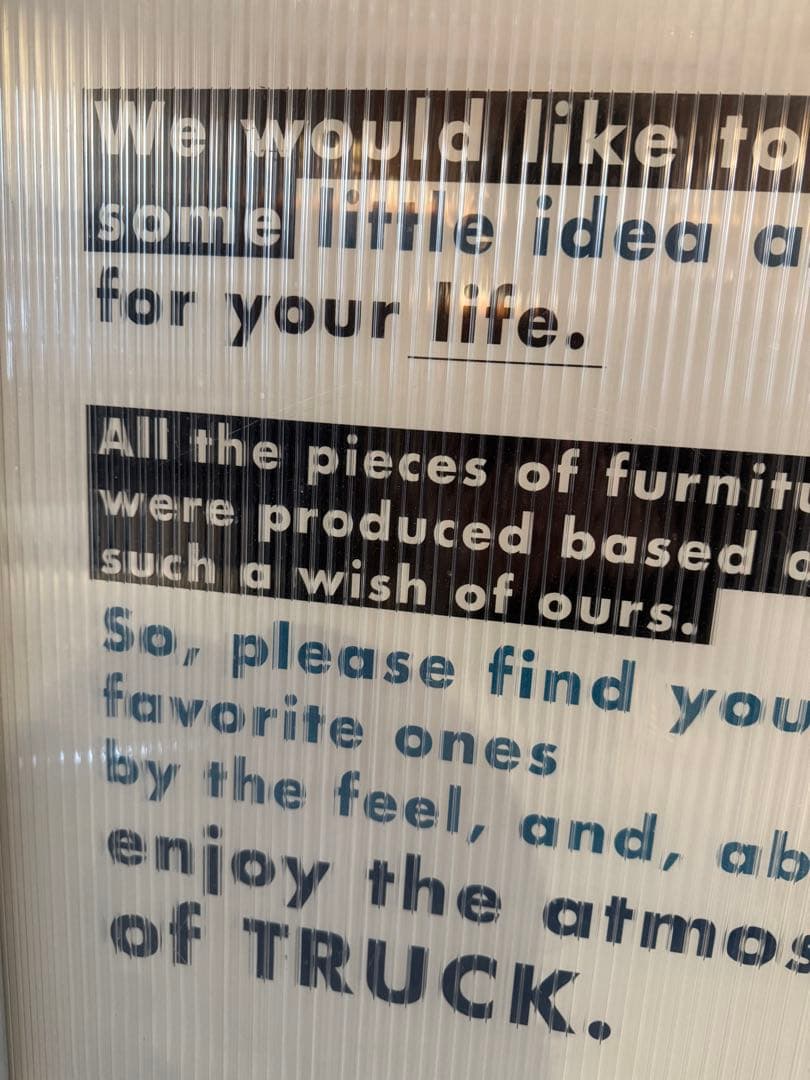 We would like to
some little idea a
for your life.
All the pieces of furnitu
were produced based o
such a wish of ours.
So, please find you
favorite ones
by the feel, and, ab
enjoy the atmos
of TRUCK.